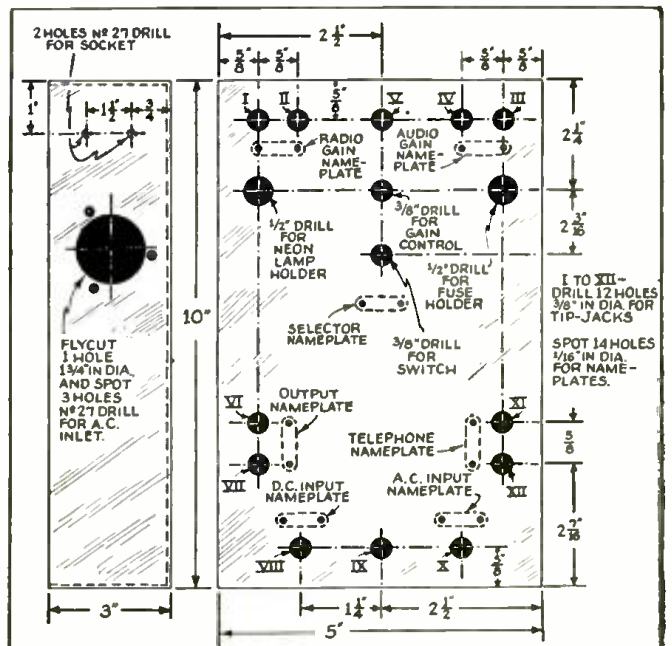 2 HOLES Nº 27 DRILL
FOR SOCKET
2 1/2"
5/8"
5/8"
5/8"
5/8"
1"
1 1/2"
3/4"
I
II
5/8"
V
IV
III
RADIO
GAIN
NAME-
PLATE
AUDIO
GAIN
NAME-
PLATE
2 1/4"
1/2" DRILL
FOR
NEON
LAMP
HOLDER
3/8" DRILL
FOR
GAIN
CONTROL
2 3/16"
1/2" DRILL
FOR
FUSE
HOLDER
10"
SELECTOR
NAMEPLATE
3/8" DRILL
FOR
SWITCH
I TO XII-
DRILL 12 HOLES
3/8" IN DIA. FOR
TIP-JACKS
SPOT 14 HOLES
1/16" IN DIA.
FOR NAME-
PLATES.
FLYCUT
1 HOLE
1 3/4" IN DIA.
AND SPOT
3 HOLES
Nº 27 DRILL
FOR A.C.
INLET.
VI
OUTPUT
NAMEPLATE
XI
TELEPHONE
NAMEPLATE
5/8
VII
XII
D.C. INPUT
NAMEPLATE
A.C. INPUT
NAMEPLATE
2 7/16"
VIII
IX
X
5/8"
3"
1 1/4"
2 1/2"
5"